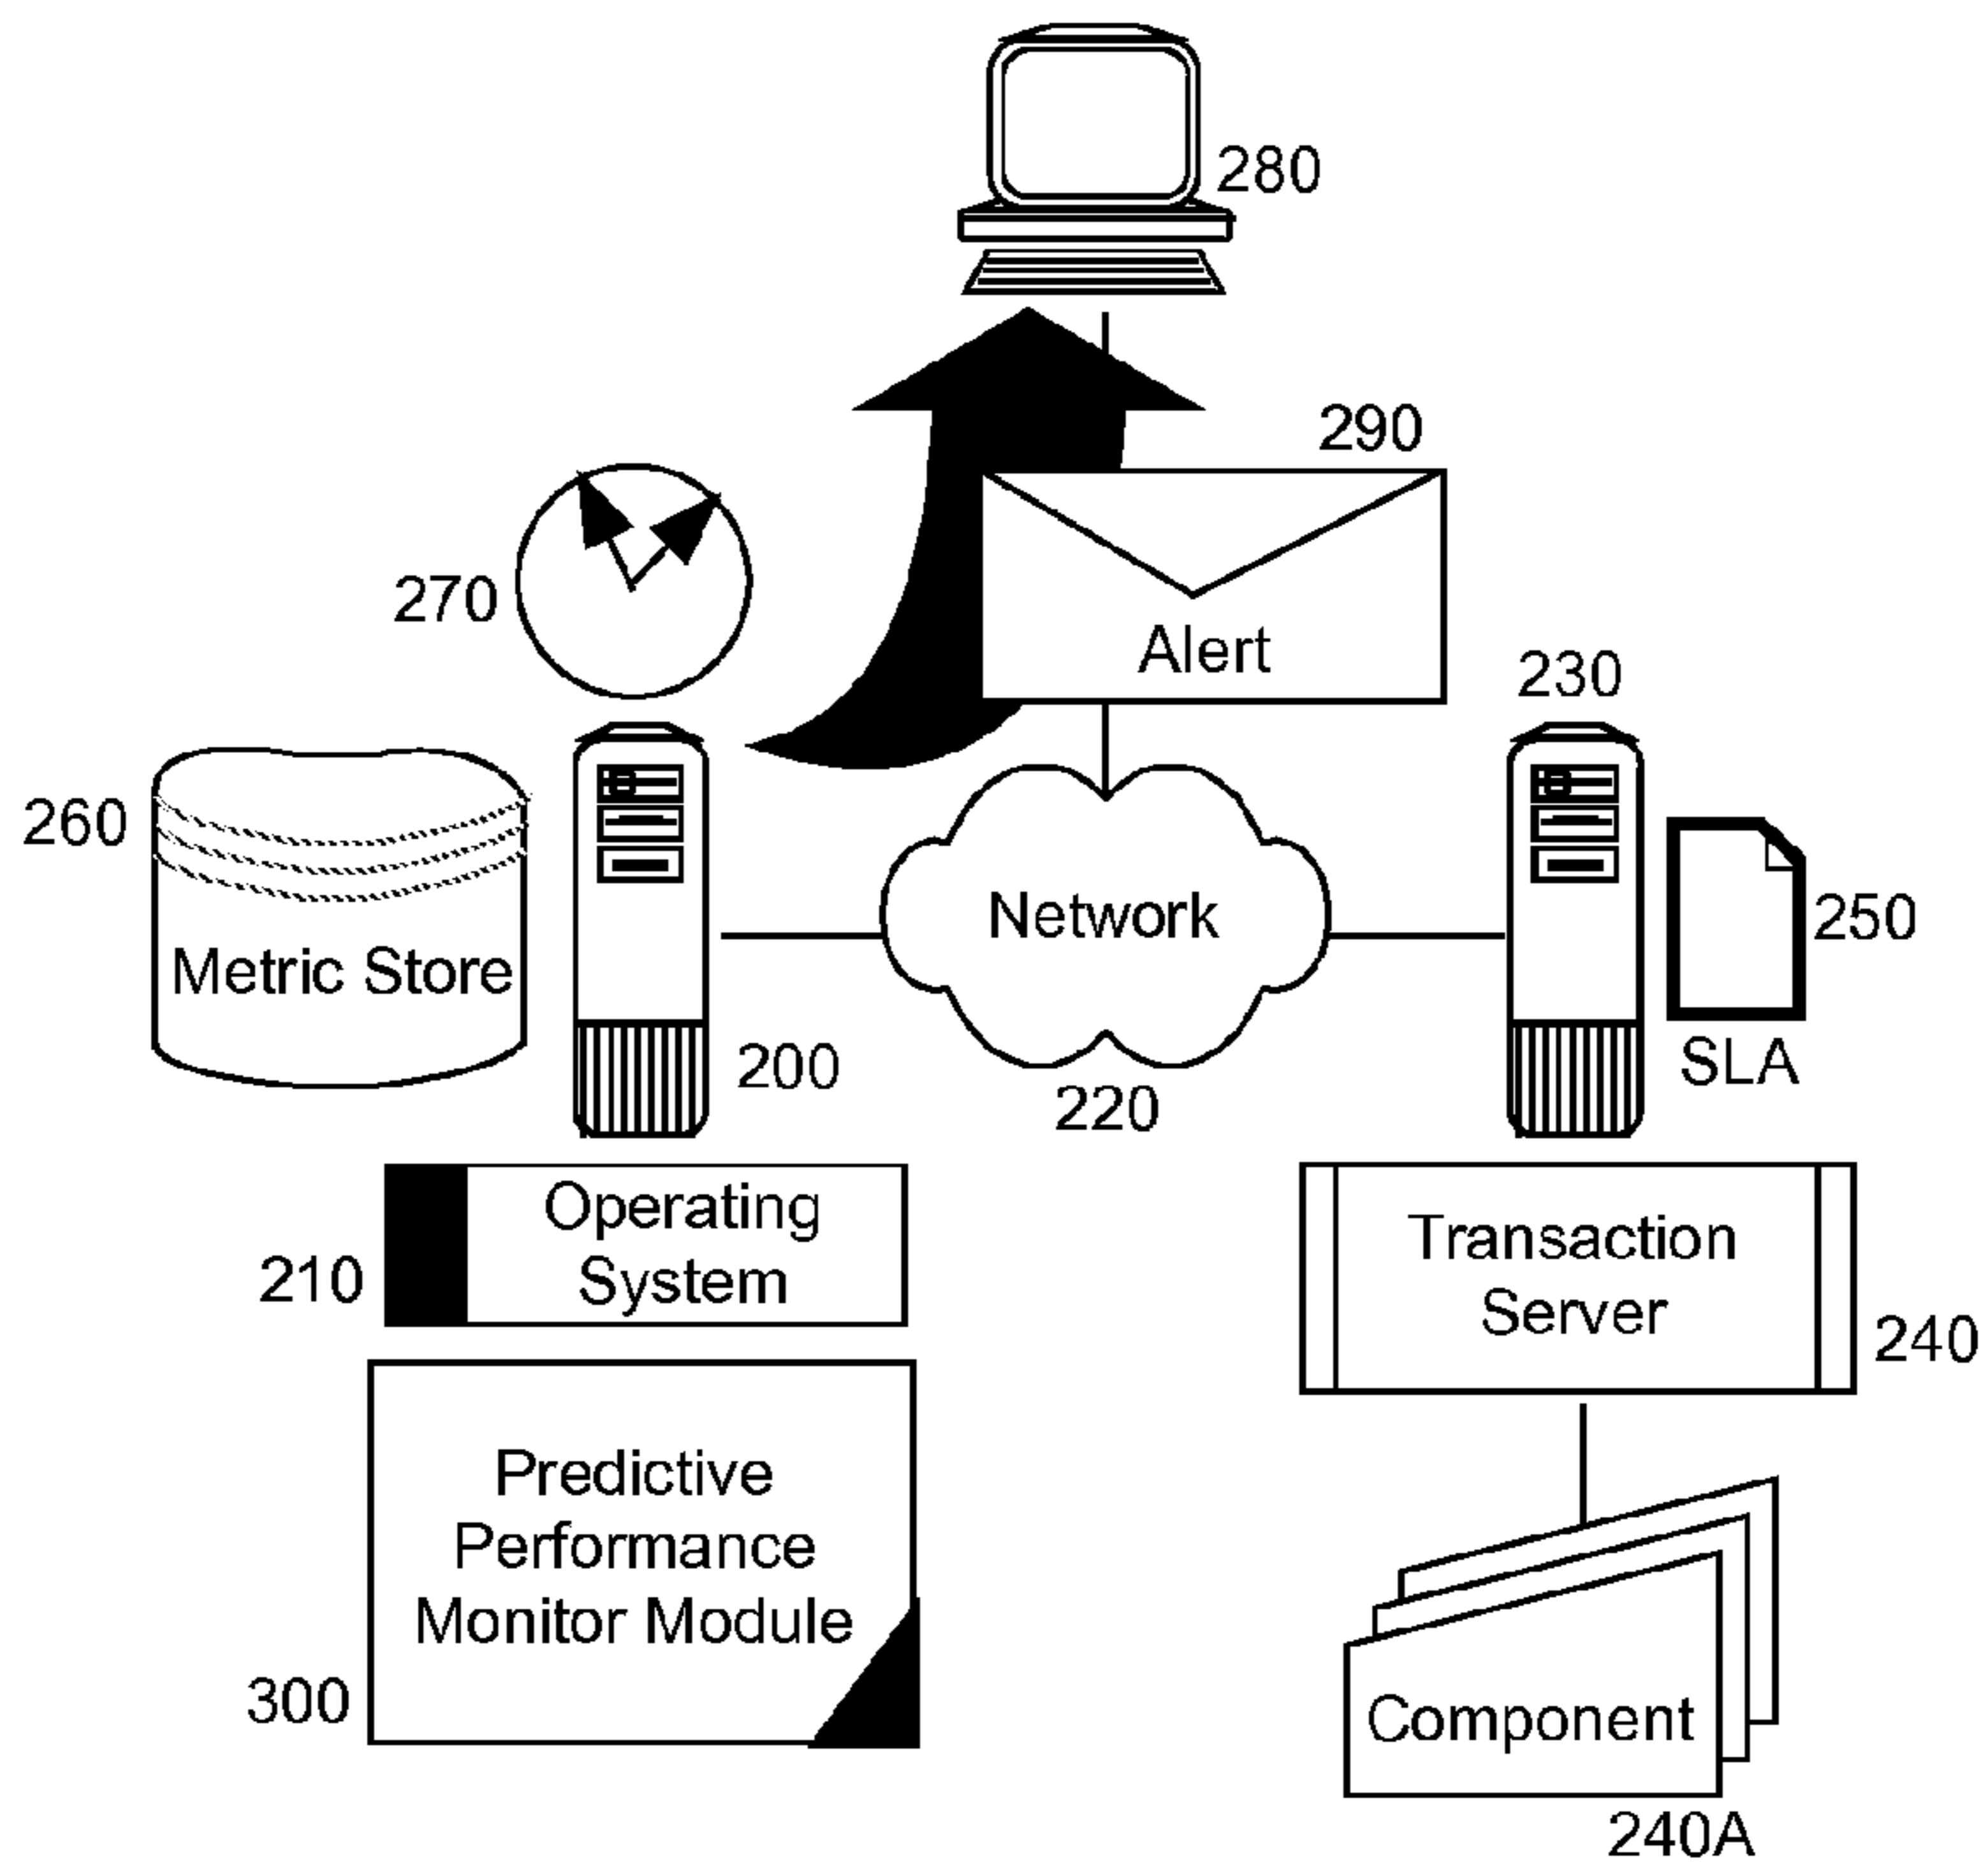 280
290
Alert
270
230
260
Metric Store
Network
250
SLA
200
220
Operating
System
210
Transaction
Server
240
Predictive
Performance
Monitor Module
300
Component
240A